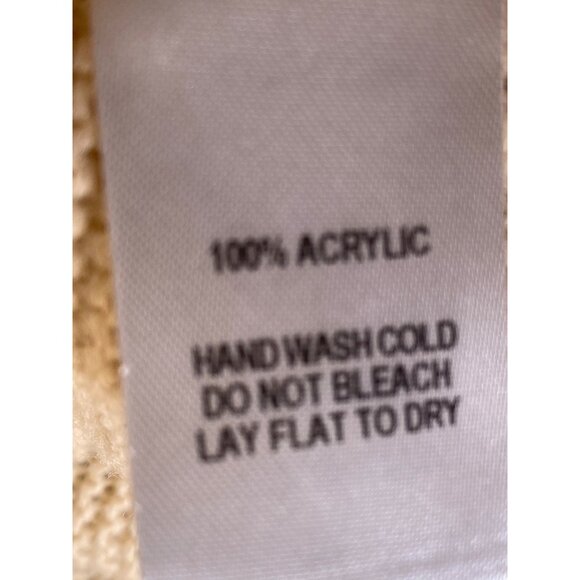 100% ACRYLIC
HAND WASH COLD
DO NOT BLEACH
LAY FLAT TO DRY